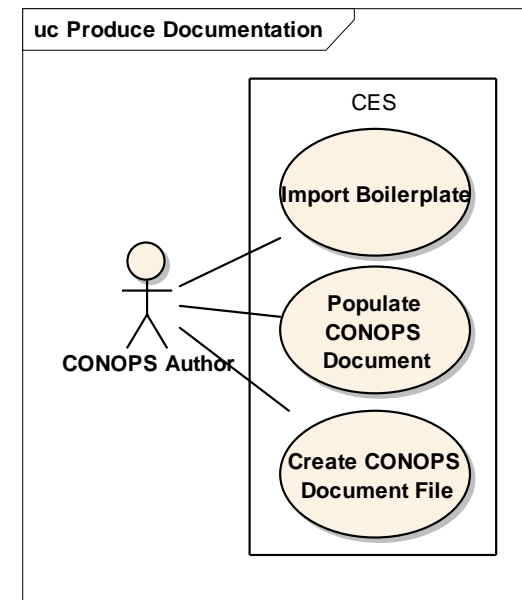 uc Produce Documentation
CES
Import Boilerplate
Populate
CONOPS
Document
CONOPS Author
Create CONOPS
Document File